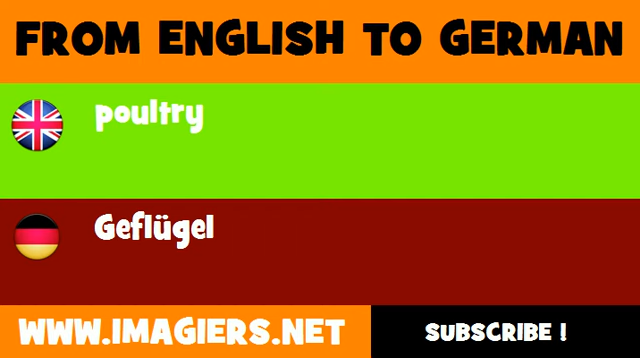 FROM ENGLISH TO GERMAN
poultry
Geflügel
WWW.IMAGIERS.NET
SUBSCRIBE !